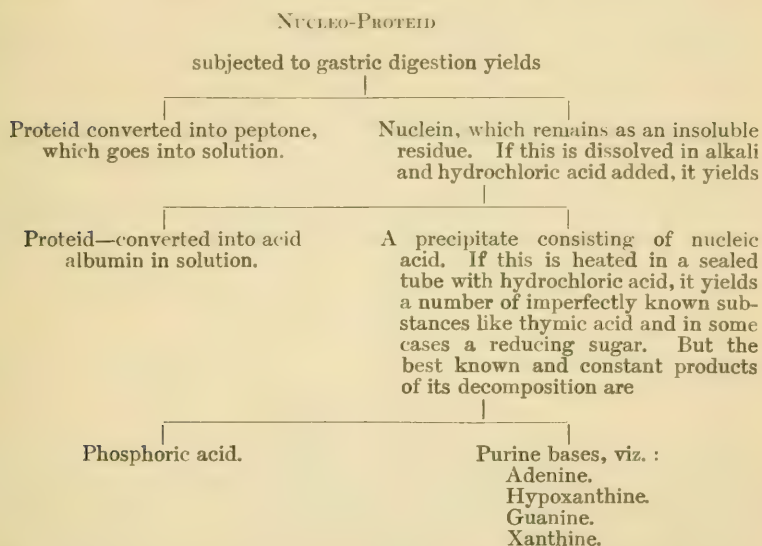 NUCLEO-PROTEID
subjected to gastric digestion yields
Proteid converted into peptone,
which goes into solution.
Nuclein, which remains as an insoluble
residue. If this is dissolved in alkali
and hydrochloric acid added, it yields
Proteid—converted into acid
albumin in solution.
A precipitate consisting of nucleic
acid. If this is heated in a sealed
tube with hydrochloric acid, it yields
a number of imperfectly known sub-
stances like thymic acid and in some
cases a reducing sugar. But the
best known and constant products
of its decomposition are
Phosphoric acid.
Purine bases, viz. :
Adenine.
Hypoxanthine.
Guanine.
Xanthine.